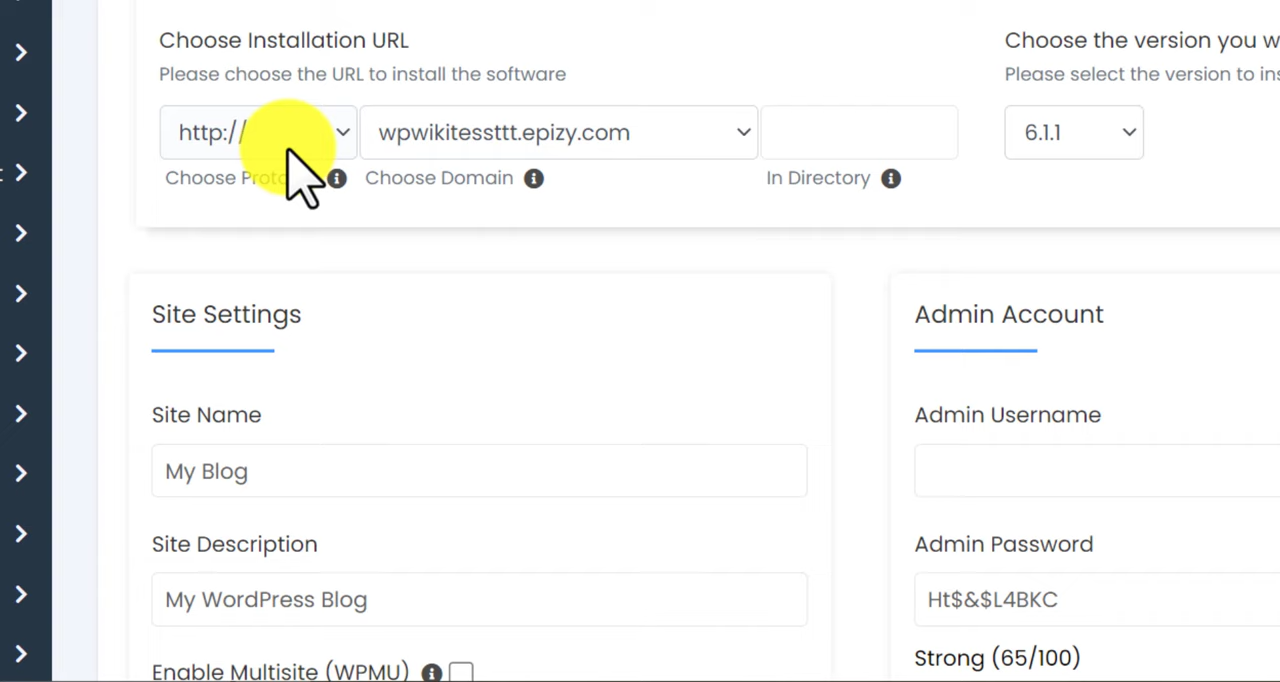 Choose Installation URL
Please choose the URL to install the software
http://
wpwikitessttt.epizy.com
Choose
Choose Domain
In Directory
Choose the version you
Please select the version to
6.1.1
Site Settings
Site Name
My Blog
Site Description
My WordPress Blog
Enable Multisite (WPMU)
Admin Account
Admin Username
Admin Password
Ht$&$L4BKC
Strong (65/100)